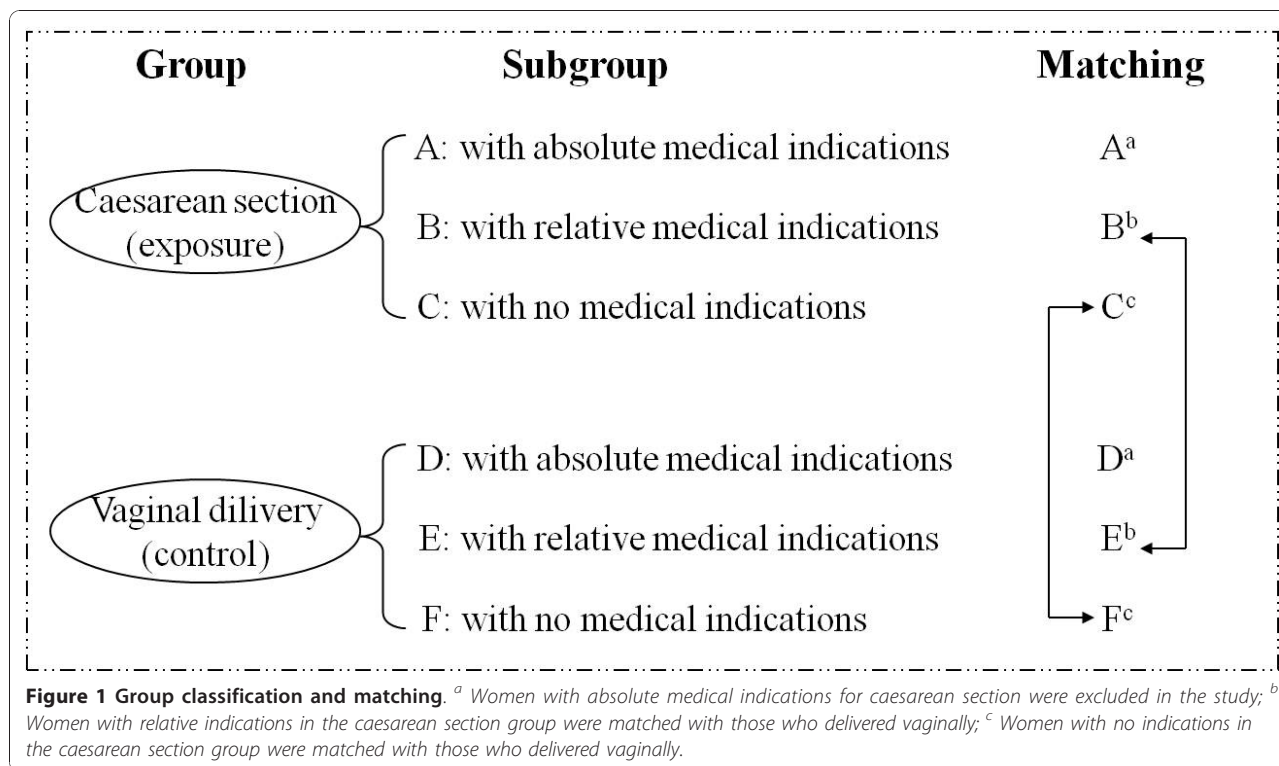 Group Subgroup Matching
A: with absolute medical indications Aᵃ
Caesarean section
(exposure)
B: with relative medical indications Bᵇ
C: with no medical indications Cᶜ
D: with absolute medical indications Dᵃ
Vaginal dilivery
(control)
E: with relative medical indications Eᵇ
F: with no medical indications Fᶜ
Figure 1 Group classification and matching. ᵃ Women with absolute medical indications for caesarean section were excluded in the study; ᵇ
Women with relative indications in the caesarean section group were matched with those who delivered vaginally; ᶜ Women with no indications in
the caesarean section group were matched with those who delivered vaginally.